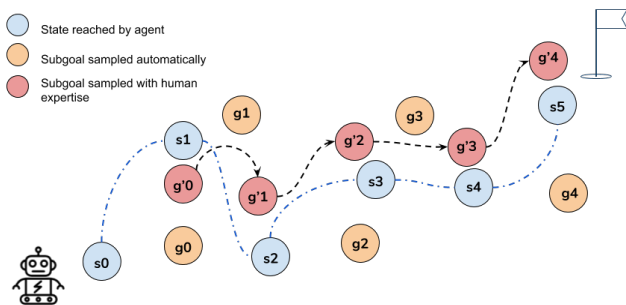 State reached by agent
Subgoal sampled automatically
Subgoal sampled with human
expertise
g'4
g1
g3
s5
s1
g'2
g'3
g'0
g'1
s3
s4
g4
g0
s2
g2
s0